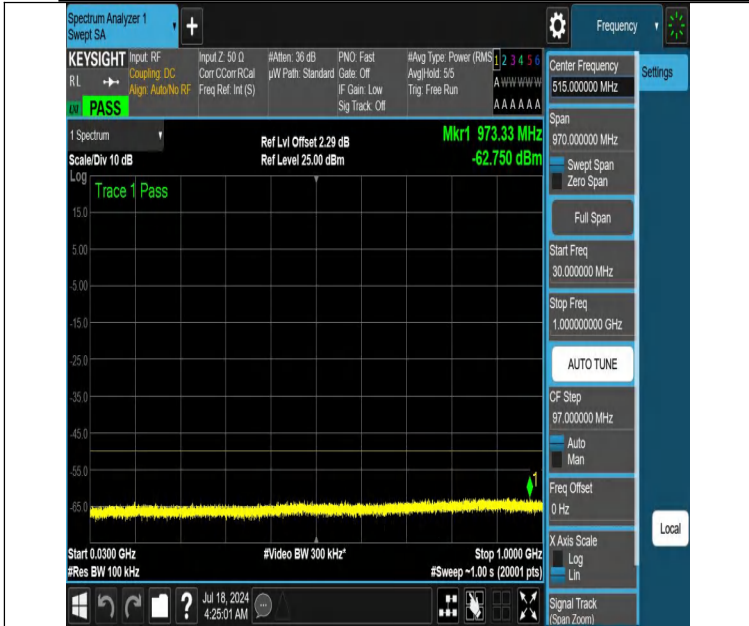 Spectrum Analyzer 1
Swept SA
Frequency
KEYSIGHT
RL
LXI
PASS
Input: RF
Coupling: DC
Align: Auto/No RF
Input Z: 50 Ω
Corr CCorr RCal
Freq Ref: Int (S)
#Atten: 36 dB
µW Path: Standard
PNO: Fast
Gate: Off
IF Gain: Low
Sig Track: Off
#Avg Type: Power (RMS
Avg|Hold: 5/5
Trig: Free Run
1 2 3 4 5 6
A W W W W W
A A A A A A
1 Spectrum
Scale/Div 10 dB
Ref Lvl Offset 2.29 dB
Ref Level 25.00 dBm
Mkr1 973.33 MHz
-62.750 dBm
Log
Trace 1 Pass
15.0
5.00
-5.00
-15.0
-25.0
-35.0
-45.0
-55.0
-65.0
1
Start 0.0300 GHz
#Res BW 100 kHz
#Video BW 300 kHz*
Stop 1.0000 GHz
#Sweep ~1.00 s (20001 pts)
Jul 18, 2024
4:25:01 AM
Center Frequency
515.000000 MHz
Settings
Span
970.000000 MHz
Swept Span
Zero Span
Full Span
Start Freq
30.000000 MHz
Stop Freq
1.000000000 GHz
AUTO TUNE
CF Step
97.000000 MHz
Auto
Man
Freq Offset
0 Hz
X Axis Scale
Log
Lin
Local
Signal Track
(Span Zoom)